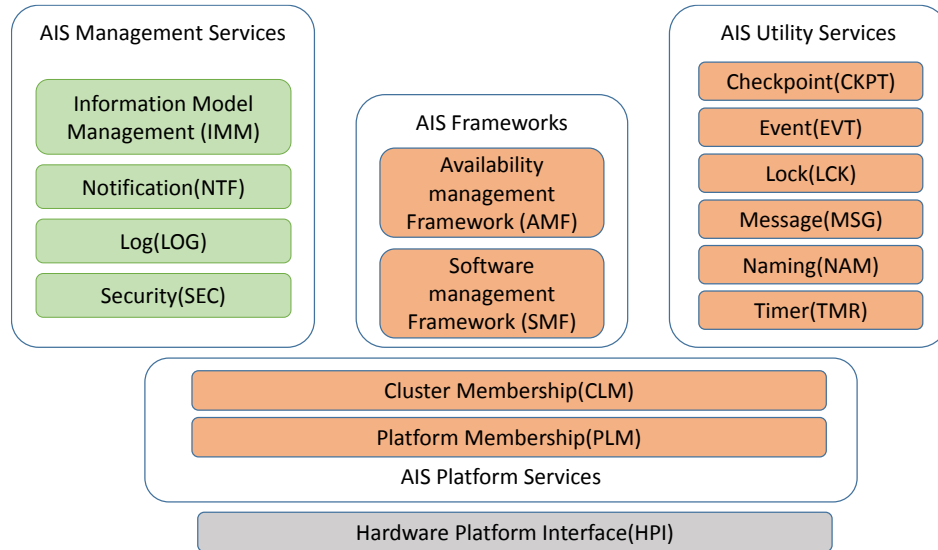 AIS Management Services
Information Model
Management (IMM)
Notification(NTF)
Log(LOG)
Security(SEC)
AIS Frameworks
Availability
management
Framework (AMF)
Software
management
Framework (SMF)
AIS Utility Services
Checkpoint(CKPT)
Event(EVT)
Lock(LCK)
Message(MSG)
Naming(NAM)
Timer(TMR)
Cluster Membership(CLM)
Platform Membership(PLM)
AIS Platform Services
Hardware Platform Interface(HPI)